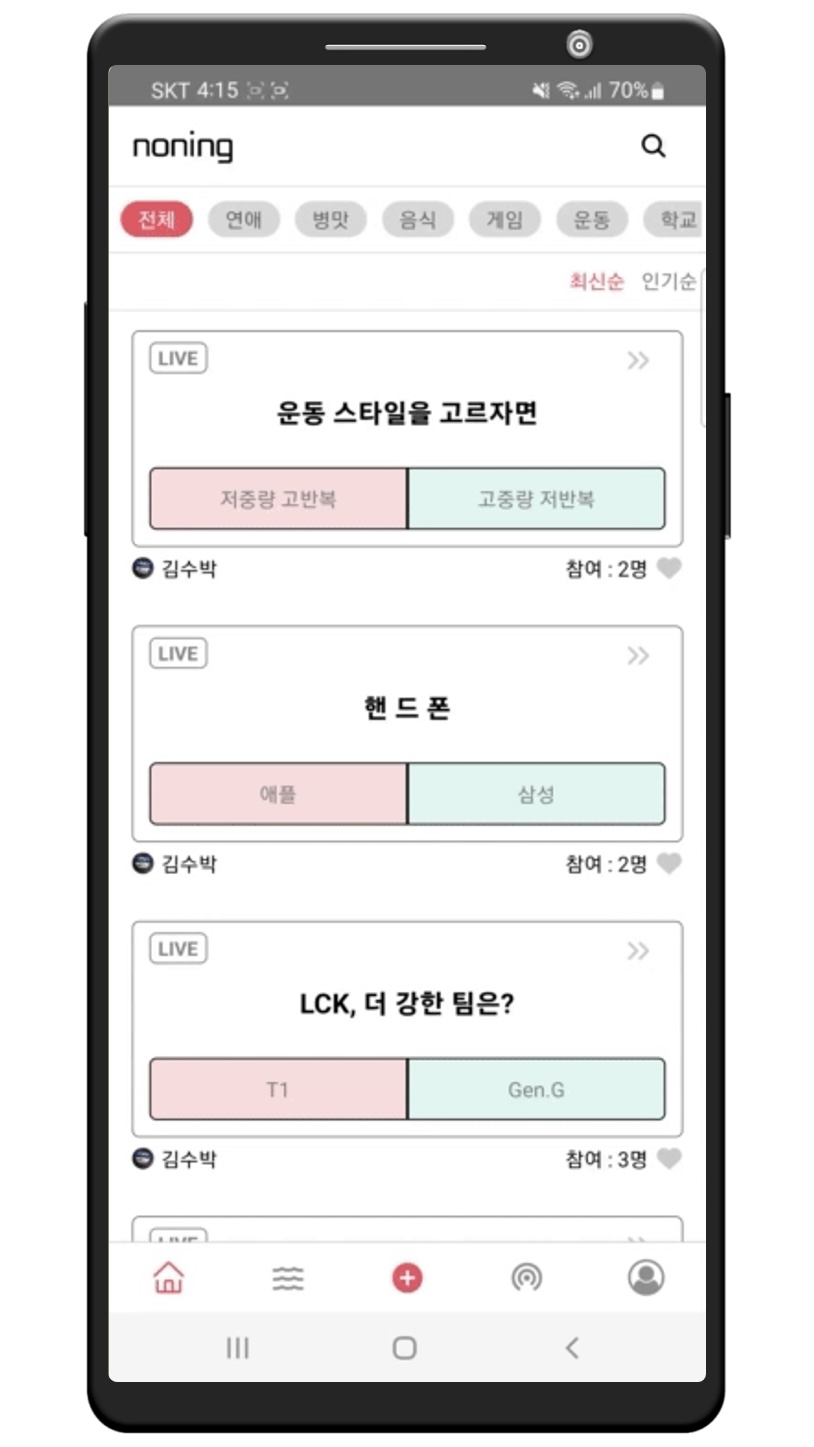 SKT 4:15 70%
noning
전체 연애 병맛 음식 게임 운동 학교
최신순 인기순
LIVE
운동 스타일을 고르자면
저중량 고반복 고중량 저반복
김수박 참여 : 2명
LIVE
핸 드 폰
애플 삼성
김수박 참여 : 2명
LIVE
LCK, 더 강한 팀은?
T1 Gen.G
김수박 참여 : 3명
LIVE